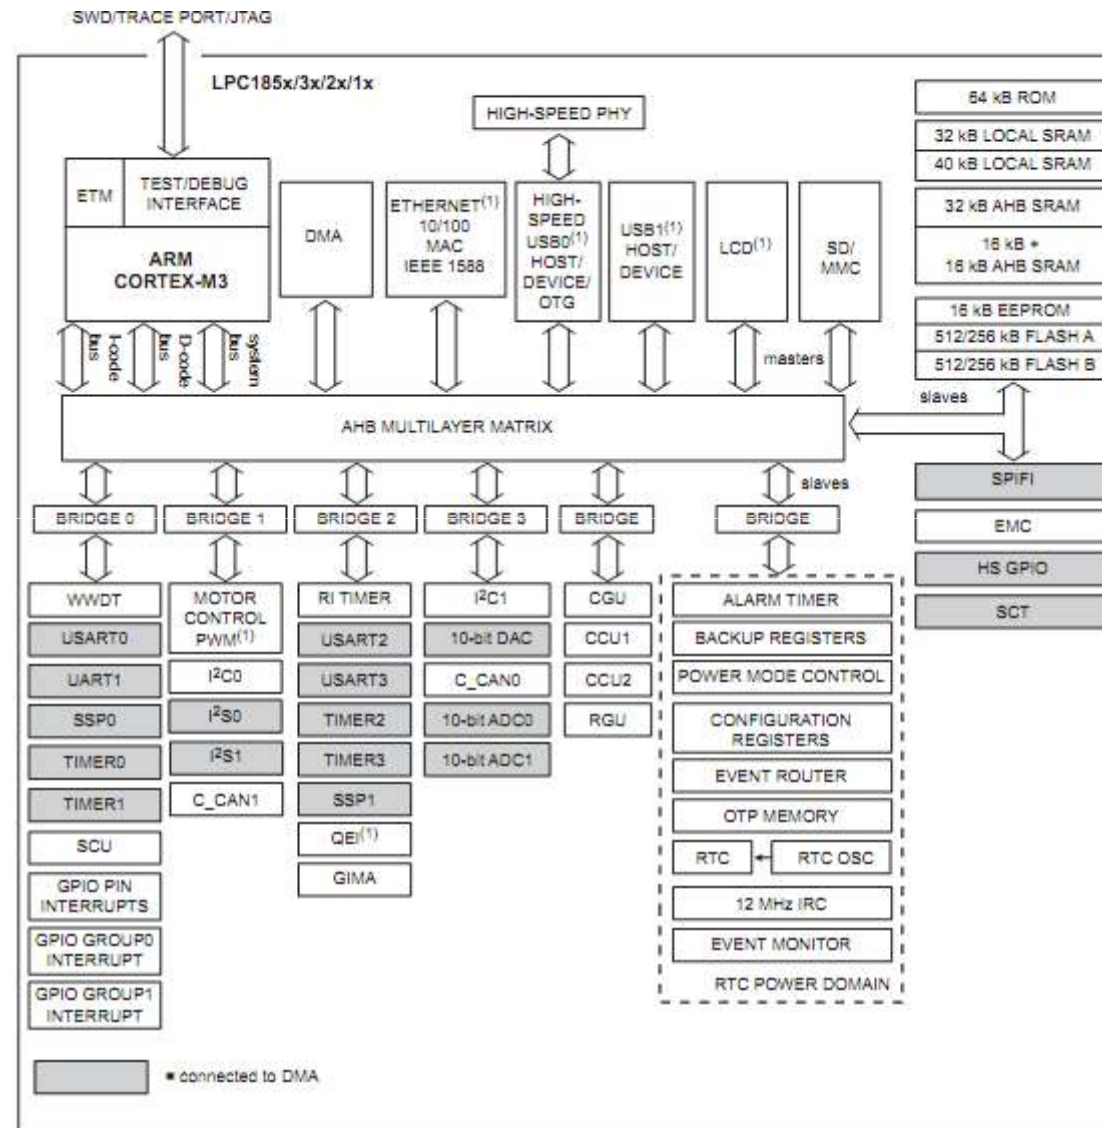 SWD/TRACE PORT/JTAG
LPC185x/3x/2x/1x
HIGH-SPEED PHY
ETM
TEST/DEBUG
INTERFACE
ARM
CORTEX-M3
DMA
ETHERNET(1)
10/100
MAC
IEEE 1588
HIGH-
SPEED
USB0(1)
HOST/
DEVICE/
OTG
USB1(1)
HOST/
DEVICE
LCD(1)
SD/
MMC
64 kB ROM
32 kB LOCAL SRAM
40 kB LOCAL SRAM
32 kB AHB SRAM
16 kB +
16 kB AHB SRAM
16 kB EEPROM
512/256 kB FLASH A
512/256 kB FLASH B
I-code
bus
D-code
bus
system
bus
masters
slaves
AHB MULTILAYER MATRIX
slaves
BRIDGE 0
BRIDGE 1
BRIDGE 2
BRIDGE 3
BRIDGE
BRIDGE
SPIFI
EMC
HS GPIO
SCT
WWDT
USART0
UART1
SSP0
TIMER0
TIMER1
SCU
GPIO PIN
INTERRUPTS
GPIO GROUP0
INTERRUPT
GPIO GROUP1
INTERRUPT
MOTOR
CONTROL
PWM(1)
I2C0
I2S0
I2S1
C_CAN1
RI TIMER
USART2
USART3
TIMER2
TIMER3
SSP1
QEI(1)
GIMA
I2C1
10-bit DAC
C_CAN0
10-bit ADC0
10-bit ADC1
CGU
CCU1
CCU2
RGU
ALARM TIMER
BACKUP REGISTERS
POWER MODE CONTROL
CONFIGURATION
REGISTERS
EVENT ROUTER
OTP MEMORY
RTC
RTC OSC
12 MHz IRC
EVENT MONITOR
RTC POWER DOMAIN
= connected to DMA